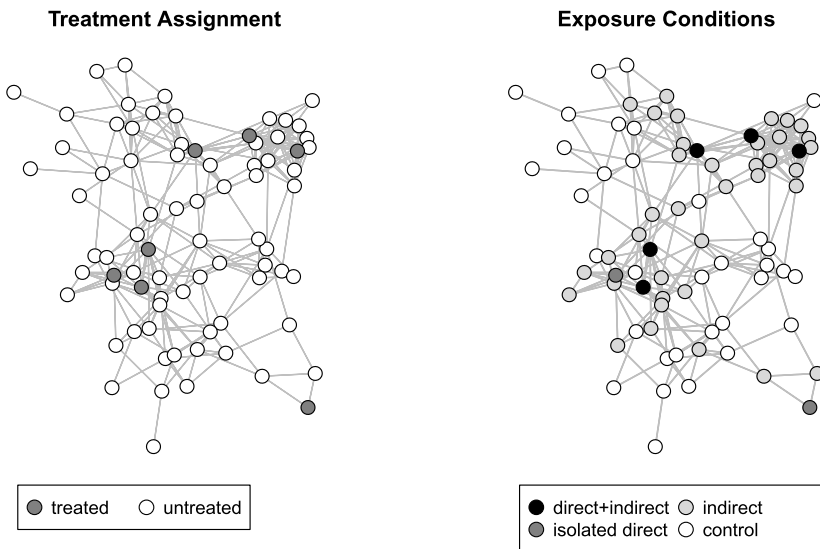 Treatment Assignment
Exposure Conditions
treated untreated
direct+indirect indirect
isolated direct control